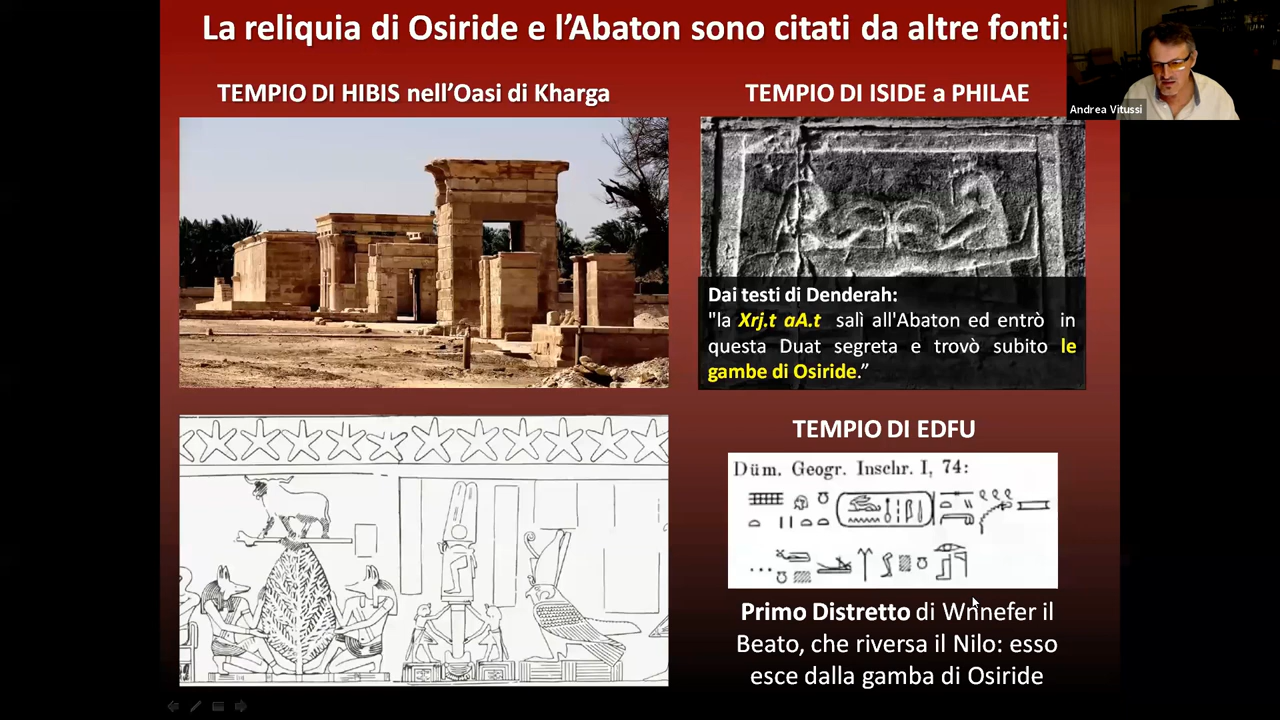 La reliquia di Osiride e l'Abaton sono citati da altre fonti:
Andrea Vitussi
TEMPIO DI HIBIS nell'Oasi di Kharga
TEMPIO DI ISIDE a PHILAE
Dai testi di Denderah:
"la Xrj.t aA.t salì all'Abaton ed entrò in
questa Duat segreta e trovò subito le
gambe di Osiride.”
TEMPIO DI EDFU
Düm. Geogr. Inschr. I, 74:
Primo Distretto di Wnnefer il
Beato, che riversa il Nilo: esso
esce dalla gamba di Osiride